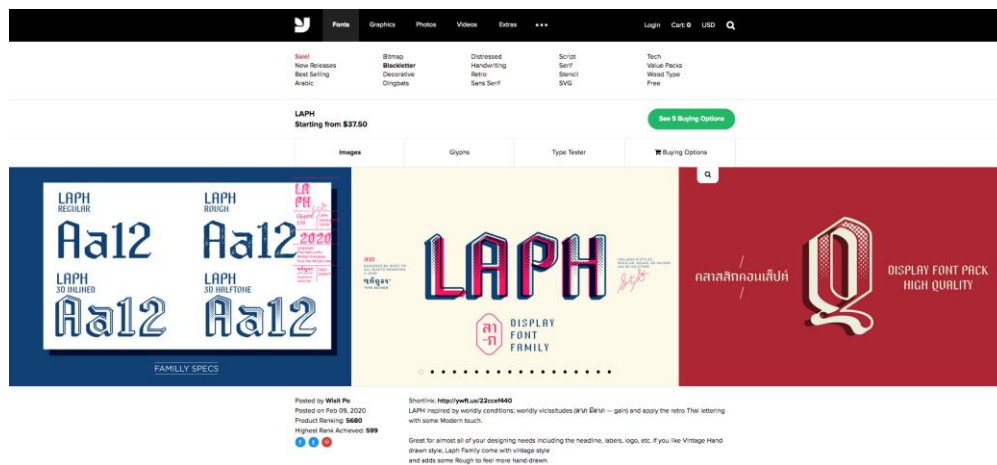 Fonts Graphics Photos Videos Extras Login Cart: 0 USD
Sale! Bitmap Distressed Script Tech
New Releases Blackletter Handwriting Serif Value Packs
Best Selling Decorative Retro Stencil Wood Type
Arabic Dingbats Sans Serif SVG Free
LAPH
Starting from $37.50
See 5 Buying Options
Images Glyphs Type Tester Buying Options
LAPH
REGULAR
Aa12
LAPH
ROUGH
Aa12
LAPH
3D INLINED
Aa12
LAPH
3D HALFTONE
Aa12
FAMILLY SPECS
LA
PH
2020
LAPH
ลา
-ภ
DISPLAY
FONT
FAMILY
/
คลาสสิกคอนเส็ปท์
/
DISPLAY FONT PACK
HIGH QUALITY
Posted by Wisit Po
Posted on Feb 09, 2020
Product Ranking: 5680
Highest Rank Achieved: 599
Shortlink: http://ywft.us/22ccef440
LAPH inspired by worldly conditions: worldly vicissitudes (ลาภ มีลาภ — gain) and apply the retro Thai lettering
with some Modern touch.
Great for almost all of your designing needs including the headline, labels, logo, etc. If you like Vintage Hand
drawn style, Laph Family come with vintage style
and adds some Rough to feel more hand-drawn.